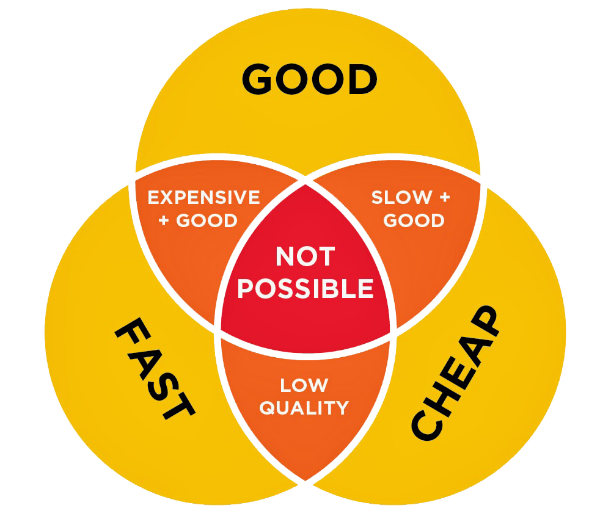 GOOD
EXPENSIVE
+ GOOD
SLOW +
GOOD
NOT
POSSIBLE
FAST
CHEAP
LOW
QUALITY